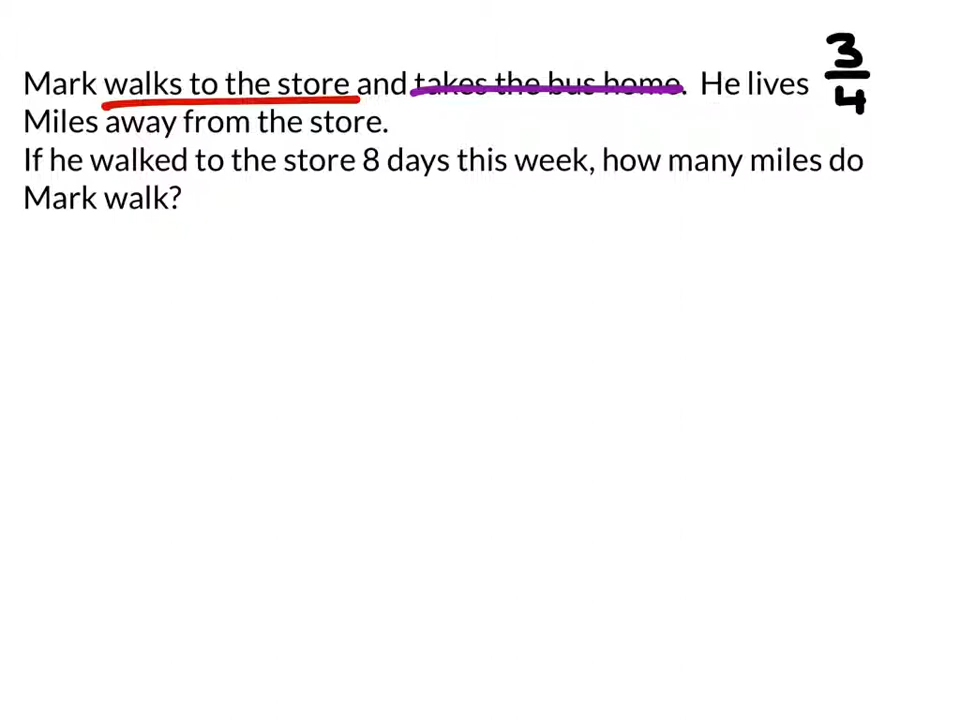 Mark walks to the store and takes the bus home. He lives 3/4
Miles away from the store.
If he walked to the store 8 days this week, how many miles do
Mark walk?